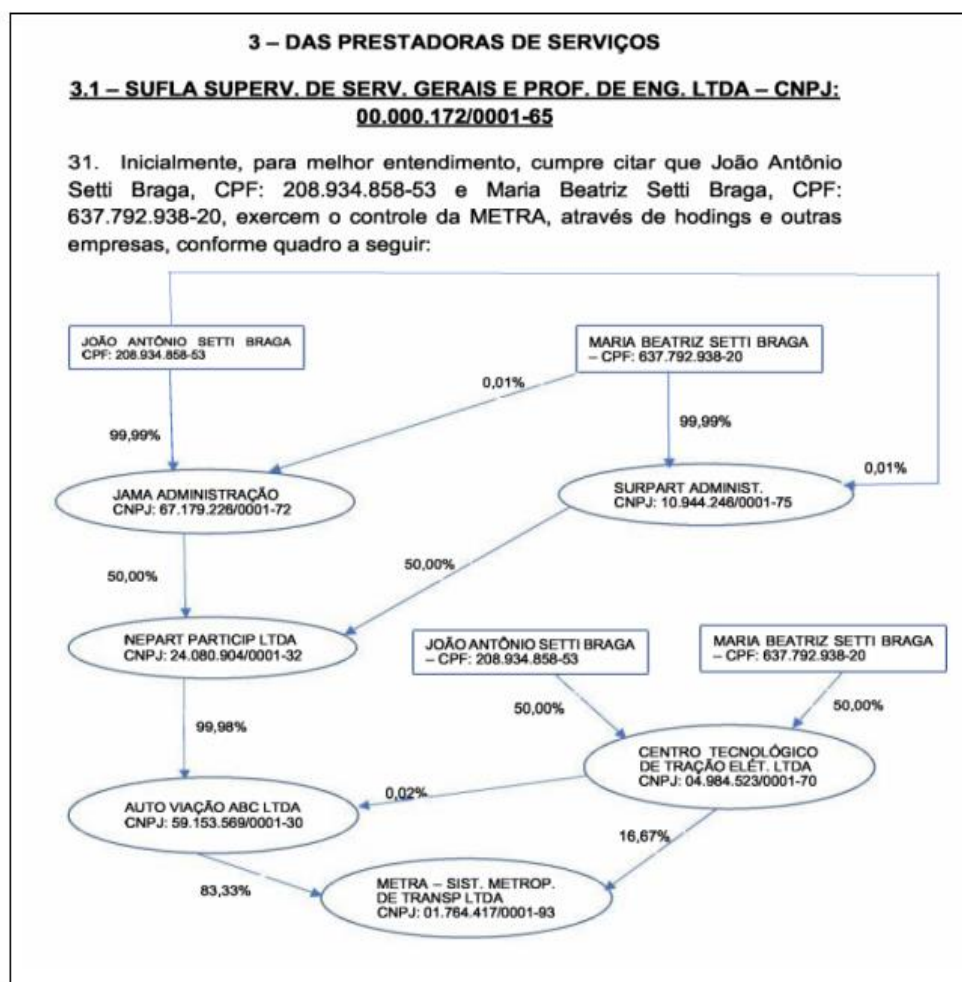 3 – DAS PRESTADORAS DE SERVIÇOS
3.1 – SUFLA SUPERV. DE SERV. GERAIS E PROF. DE ENG. LTDA – CNPJ:
00.000.172/0001-65
31. Inicialmente, para melhor entendimento, cumpre citar que João Antônio
Setti Braga, CPF: 208.934.858-53 e Maria Beatriz Setti Braga, CPF:
637.792.938-20, exercem o controle da METRA, através de hodings e outras
empresas, conforme quadro a seguir:
JOÃO ANTÔNIO SETTI BRAGA
CPF: 208.934.858-53
MARIA BEATRIZ SETTI BRAGA
– CPF: 637.792.938-20
0,01%
99,99%
99,99%
0,01%
JAMA ADMINISTRAÇÃO
CNPJ: 67.179.226/0001-72
SURPART ADMINIST.
CNPJ: 10.944.246/0001-75
50,00%
50,00%
NEPART PARTICIP LTDA
CNPJ: 24.080.904/0001-32
JOÃO ANTÔNIO SETTI BRAGA
– CPF: 208.934.858-53
MARIA BEATRIZ SETTI BRAGA
– CPF: 637.792.938-20
99,98%
50,00%
50,00%
CENTRO TECNOLÓGICO
DE TRAÇÃO ELÉT. LTDA
CNPJ: 04.984.523/0001-70
0,02%
AUTO VIAÇÃO ABC LTDA
CNPJ: 59.153.569/0001-30
16,67%
83,33%
METRA – SIST. METROP.
DE TRANSP LTDA
CNPJ: 01.764.417/0001-93